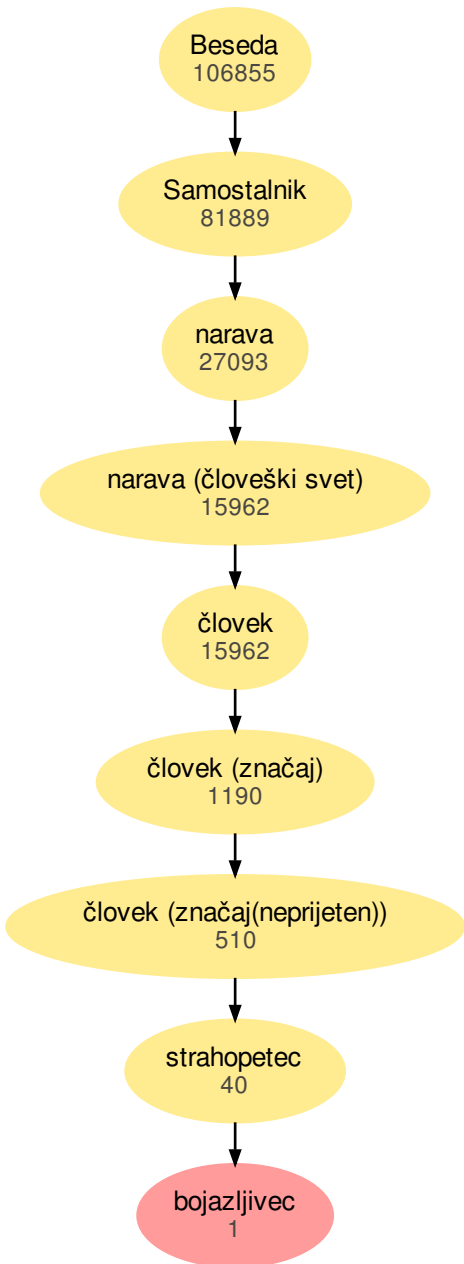 Beseda
106855
Samostalnik
81889
narava
27093
narava (človeški svet)
15962
človek
15962
človek (značaj)
1190
človek (značaj(neprijeten))
510
strahopetec
40
bojazljivec
1